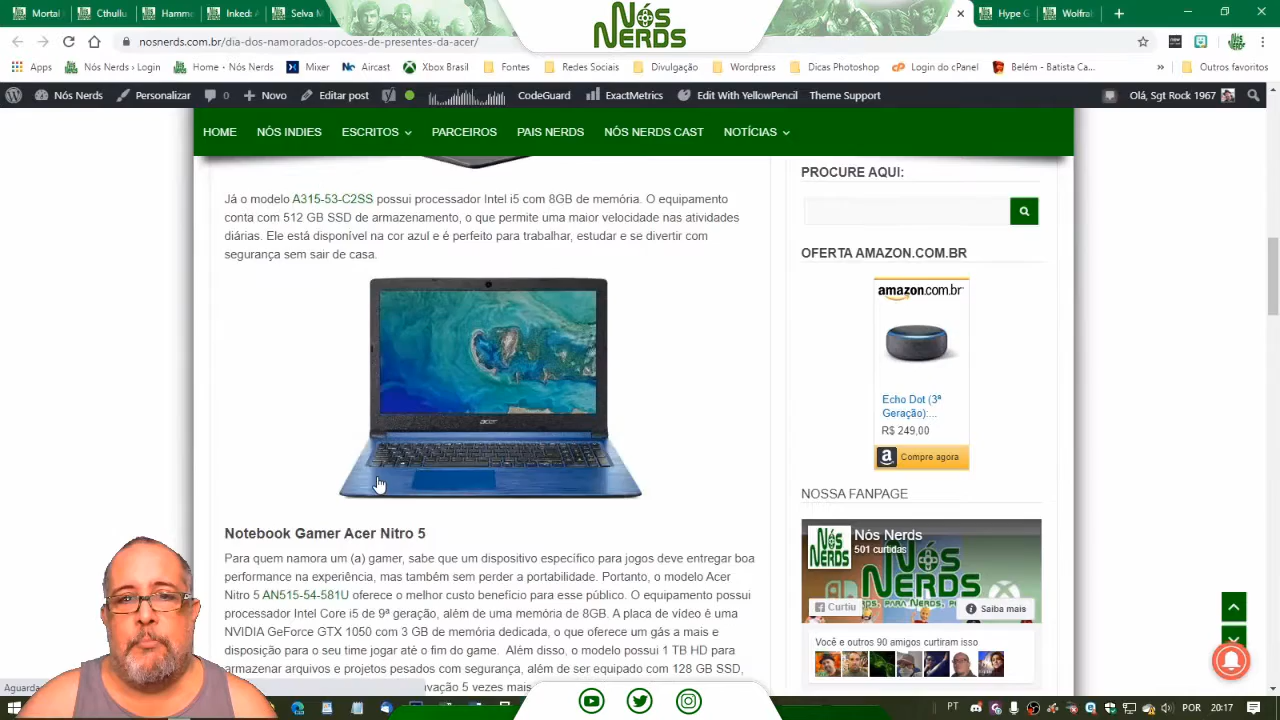 Mortal
Cthulhu
Hamme
Inked:
Hype G
Wolfra
nosnerds.com.br/dia-dos-namorados-opcoes-de-presentes-da-acer/
Apps
Nós Nerds › Login
Home - Nós Nerds
Mixer
Aircast
Xbox Brasil
Fontes
Redes Sociais
Divulgação
Wordpress
Dicas Photoshop
Login do cPanel
Belém - Batista Ca...
Outros favoritos
NÓS
NERDS
Nós Nerds
Personalizar
0
Novo
Editar post
CodeGuard
ExactMetrics
Edit With YellowPencil
Theme Support
Olá, Sgt Rock 1967
HOME
NÓS INDIES
ESCRITOS
PARCEIROS
PAIS NERDS
NÓS NERDS CAST
NOTÍCIAS
Já o modelo A315-53-C2SS possui processador Intel i5 com 8GB de memória. O equipamento
conta com 512 GB SSD de armazenamento, o que permite uma maior velocidade nas atividades
diárias. Ele está disponível na cor azul e é perfeito para trabalhar, estudar e se divertir com
segurança sem sair de casa.
acer
Notebook Gamer Acer Nitro 5
Para quem namora um (a) gamer, sabe que um dispositivo específico para jogos deve entregar boa
performance na experiência, mas também sem perder a portabilidade. Portanto, o modelo Acer
Nitro 5 AN515-54-581U oferece o melhor custo benefício para esse público. O equipamento possui
Intel Core i5 de 9ª geração, além de uma memória de 8GB. A placa de vídeo é uma
NVIDIA GeForce GTX 1050 com 3 GB de memória dedicada, o que oferece um gás a mais e
disposição para o seu time jogar até o fim do game. Além disso, o modelo possui 1 TB HD para
arquivos e projetos pesados com segurança, além de ser equipado com 128 GB SSD,
5 vezes mais
PROCURE AQUI:
OFERTA AMAZON.COM.BR
amazon.com.br
Echo Dot (3ª
Geração):...
R$ 249,00
Compre agora
NOSSA FANPAGE
NÓS
NERDS
Nós Nerds
501 curtidas
Curtiu
Saiba mais
Você e outros 90 amigos curtiram isso
Aguarda
PT
POR
20:17